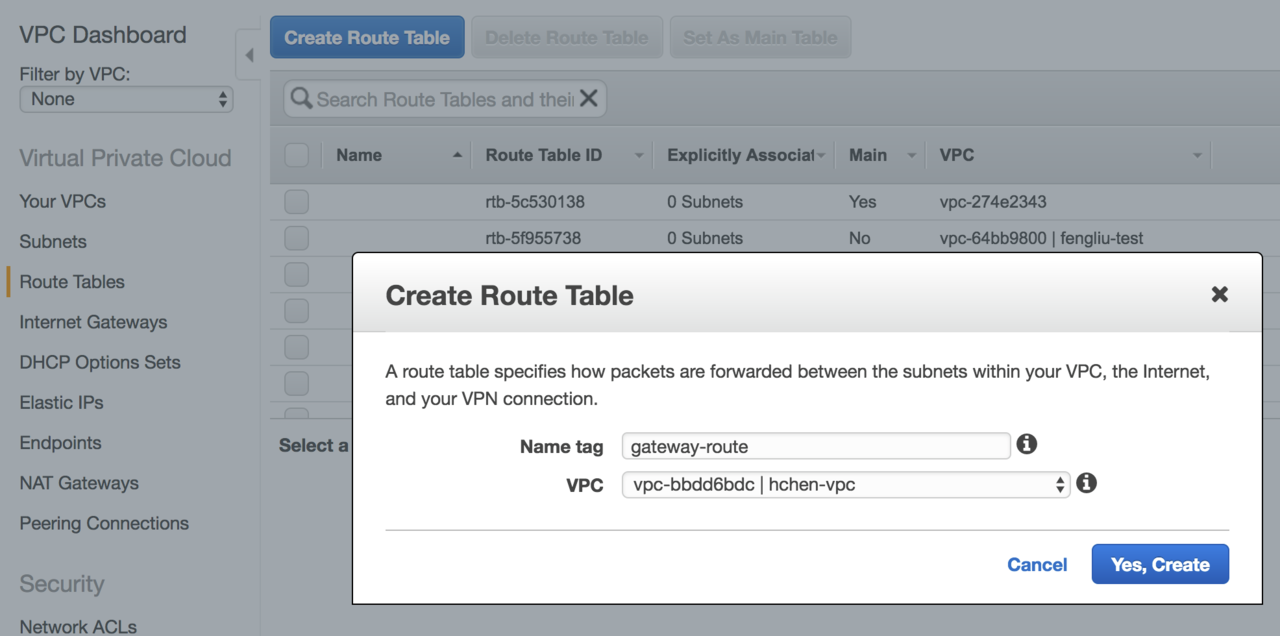 VPC Dashboard
Filter by VPC:
None
Virtual Private Cloud
Your VPCs
Subnets
Route Tables
Internet Gateways
DHCP Options Sets
Elastic IPs
Endpoints
NAT Gateways
Peering Connections
Security
Network ACLs
Create Route Table Delete Route Table Set As Main Table
Search Route Tables and thei
Name Route Table ID Explicitly Associat Main VPC
rtb-5c530138 0 Subnets Yes vpc-274e2343
rtb-5f955738 0 Subnets No vpc-64bb9800 | fengliu-test
Select a
Create Route Table
A route table specifies how packets are forwarded between the subnets within your VPC, the Internet,
and your VPN connection.
Name tag gateway-route
VPC vpc-bbdd6bdc | hchen-vpc
Cancel Yes, Create